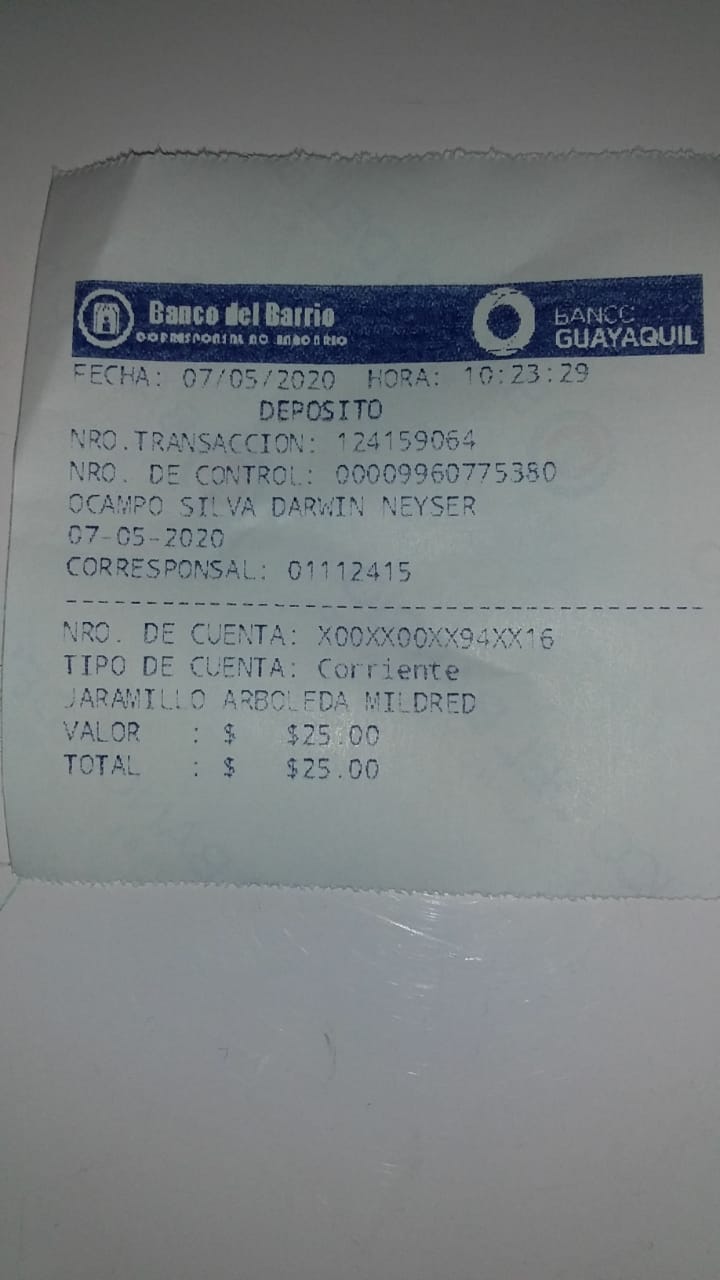 Banco del Barrio
CORRESPONSAL NO BANCARIO
BANCO
GUAYAQUIL
FECHA: 07/05/2020 HORA: 10:23:29
DEPOSITO
NRO.TRANSACCION: 124159064
NRO. DE CONTROL: 00009960775380
OCAMPO SILVA DARWIN NEYSER
07-05-2020
CORRESPONSAL: 01112415
NRO. DE CUENTA: X00XX00XX94XX16
TIPO DE CUENTA: Corriente
JARAMILLO ARBOLEDA MILDRED
VALOR : $ $25.00
TOTAL : $ $25.00